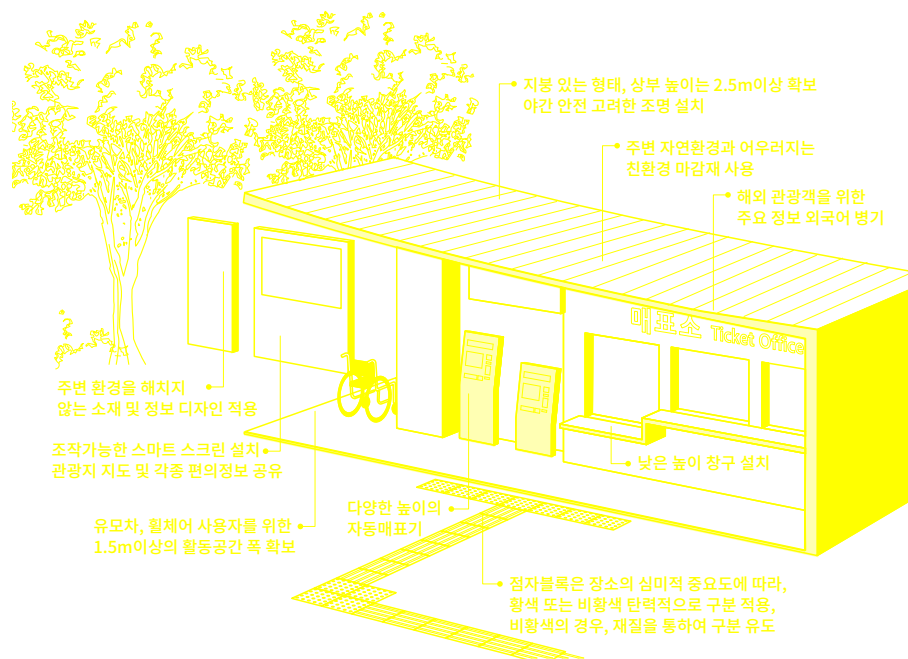 지붕 있는 형태, 상부 높이는 2.5m이상 확보
야간 안전 고려한 조명 설치
주변 자연환경과 어우러지는
친환경 마감재 사용
해외 관광객을 위한
주요 정보 외국어 병기
매표소 Ticket Office
주변 환경을 해치지
않는 소재 및 정보 디자인 적용
조작가능한 스마트 스크린 설치
관광지 지도 및 각종 편의정보 공유
낮은 높이 창구 설치
다양한 높이의
자동매표기
유모차, 휠체어 사용자를 위한
1.5m이상의 활동공간 폭 확보
점자블록은 장소의 심미적 중요도에 따라,
황색 또는 비황색 탄력적으로 구분 적용,
비황색의 경우, 재질을 통하여 구분 유도